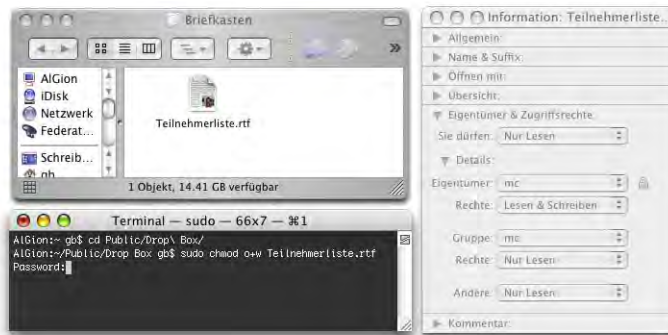 Briefkasten
AlGion
iDisk
Netzwerk
Federat...
Schreib...
gb
Teilnehmerliste.rtf
1 Objekt, 14.41 GB verfügbar
Terminal — sudo — 66x7 — ⌘1
AlGion:~ gb$ cd Public/Drop\ Box/
AlGion:~/Public/Drop Box gb$ sudo chmod o+w Teilnehmerliste.rtf
Password:
Information: Teilnehmerliste...
Allgemein:
Name & Suffix:
Öffnen mit:
Übersicht:
Eigentümer & Zugriffsrechte:
Sie dürfen: Nur Lesen
Details:
Eigentümer: mc
Rechte: Lesen & Schreiben
Gruppe: mc
Rechte: Nur Lesen
Andere: Nur Lesen
Kommentar: